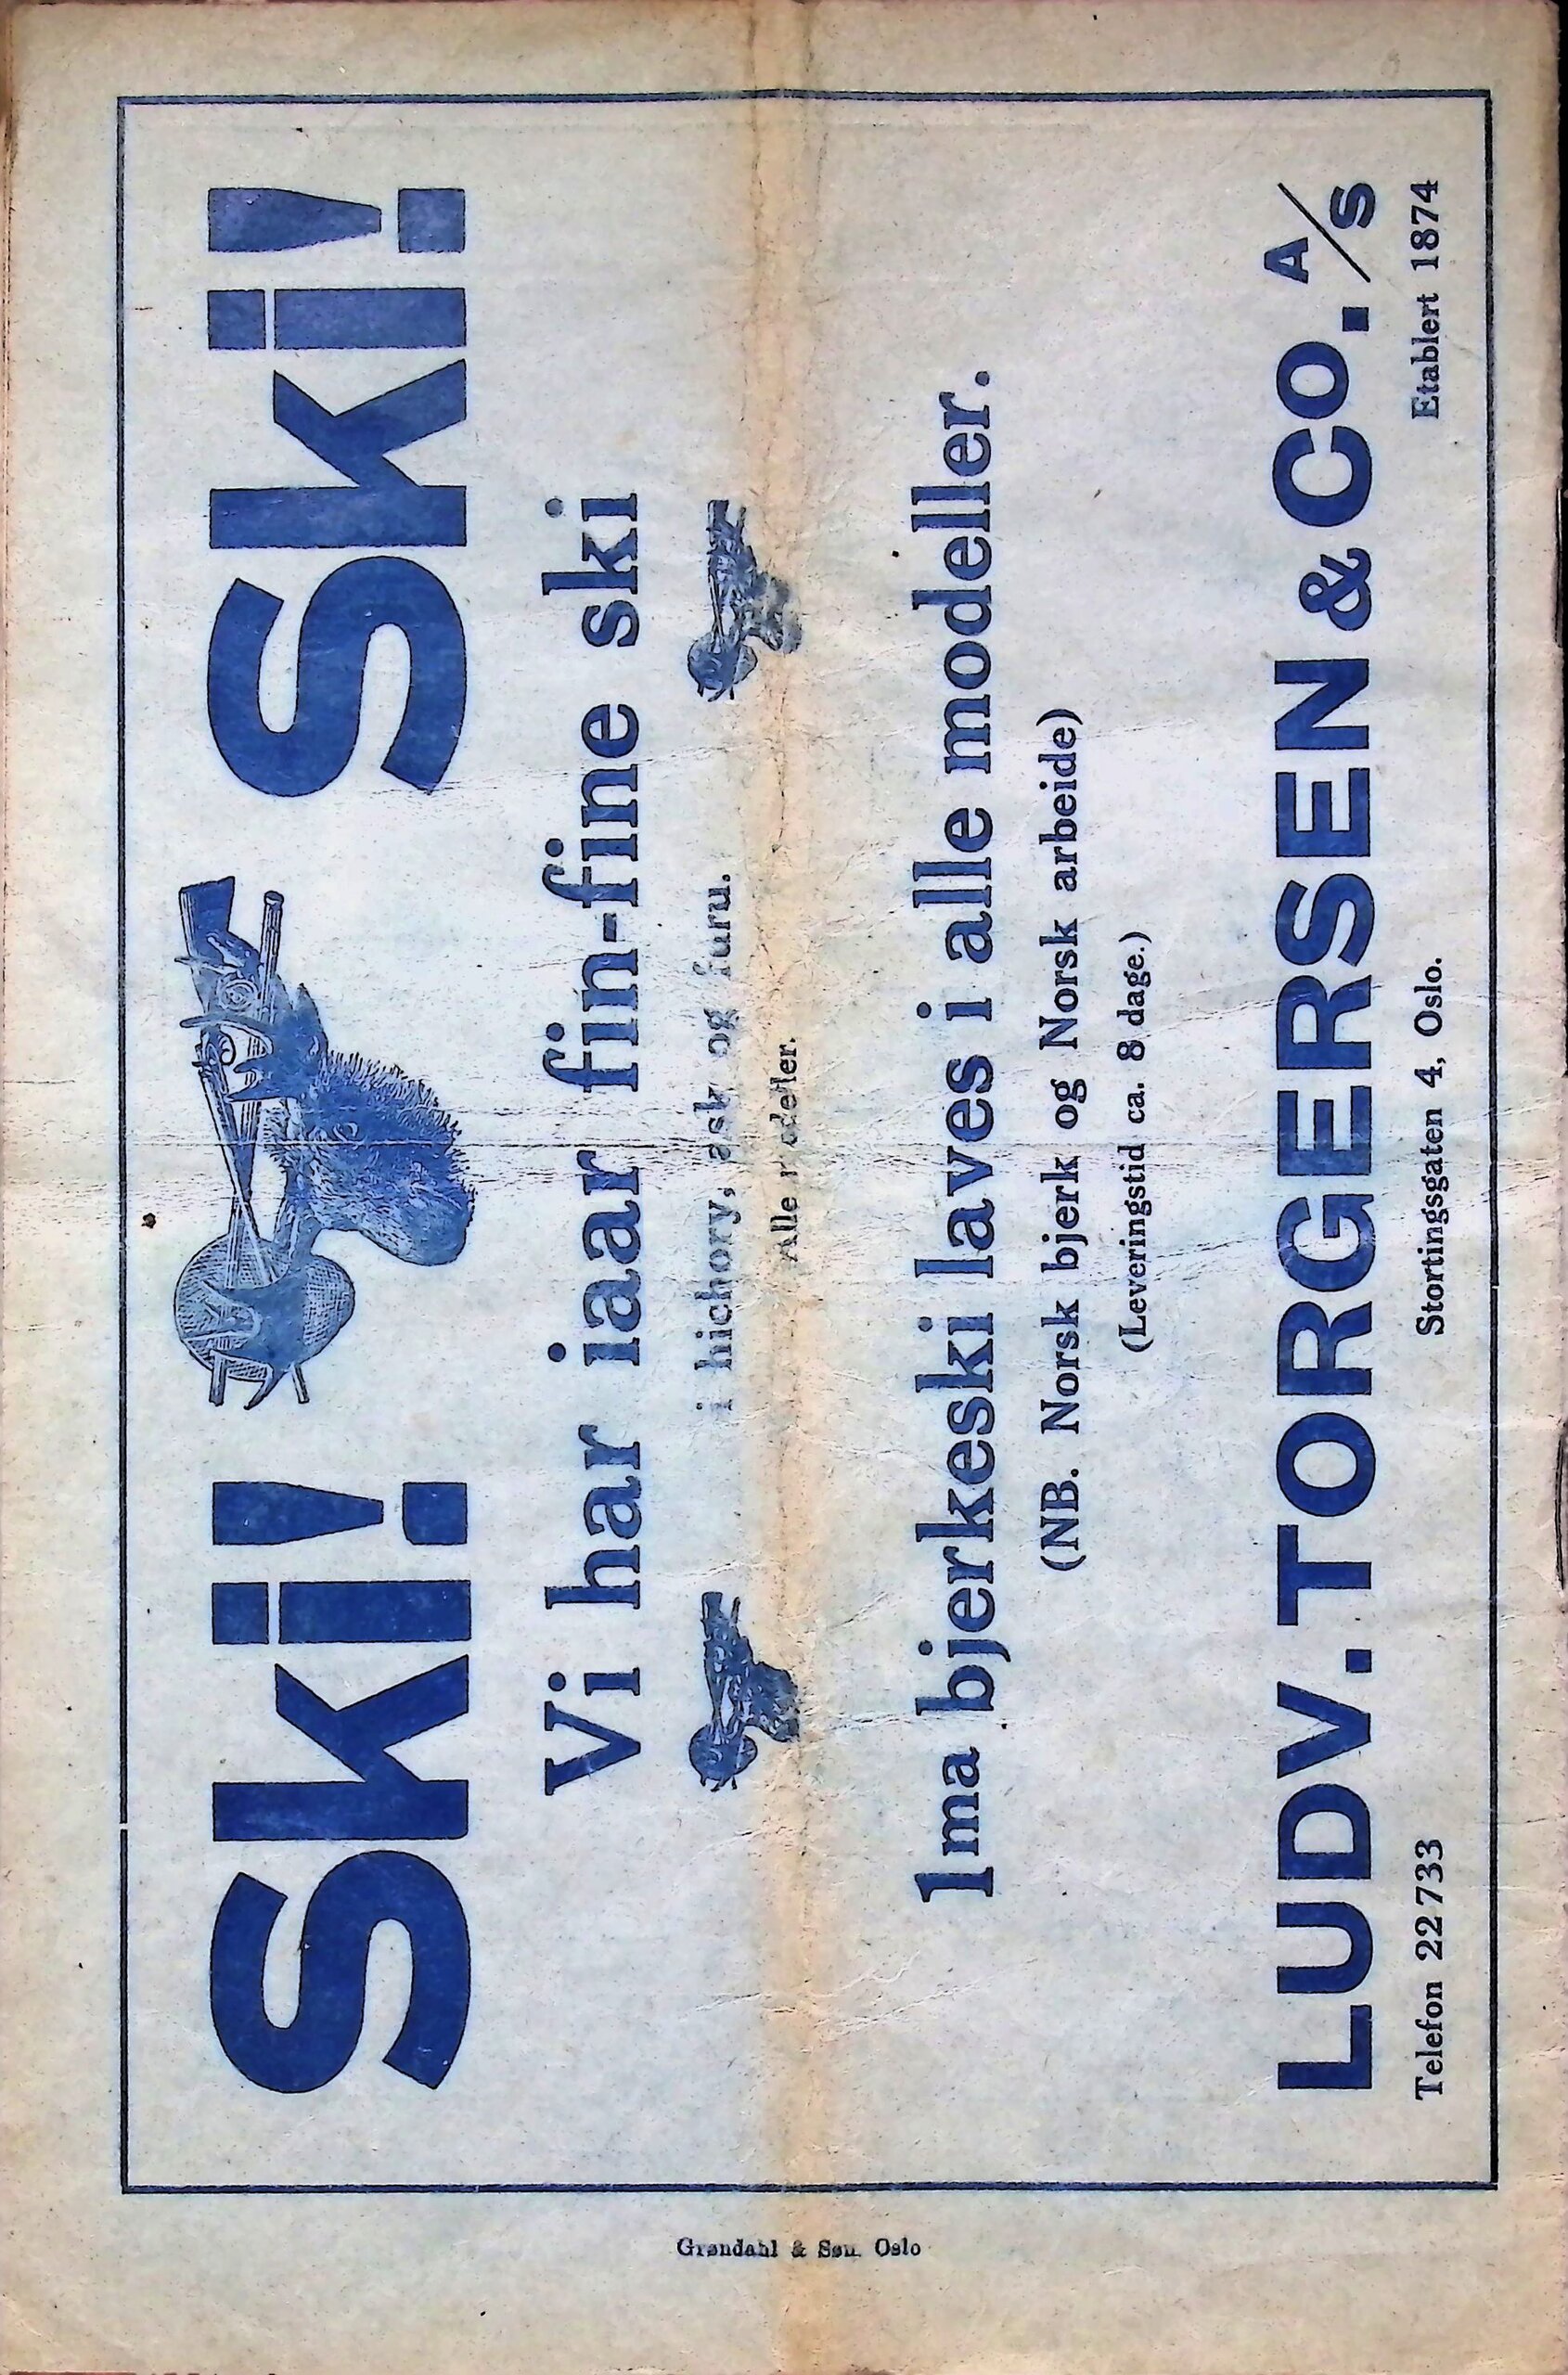 Ski! Ski!
Vi har iaar fin-fine ski
i hichory, ask og furu.
Alle modeller.
1ma bjerkeski laves i alle modeller.
(NB. Norsk bjerk og Norsk arbeide)
(Leveringstid ca. 8 dage.)
LUDV. TORGERSEN & CO. A/S
Telefon 22733 Stortingsgaten 4, Oslo. Etablert 1874
Grøndahl & Søn. Oslo